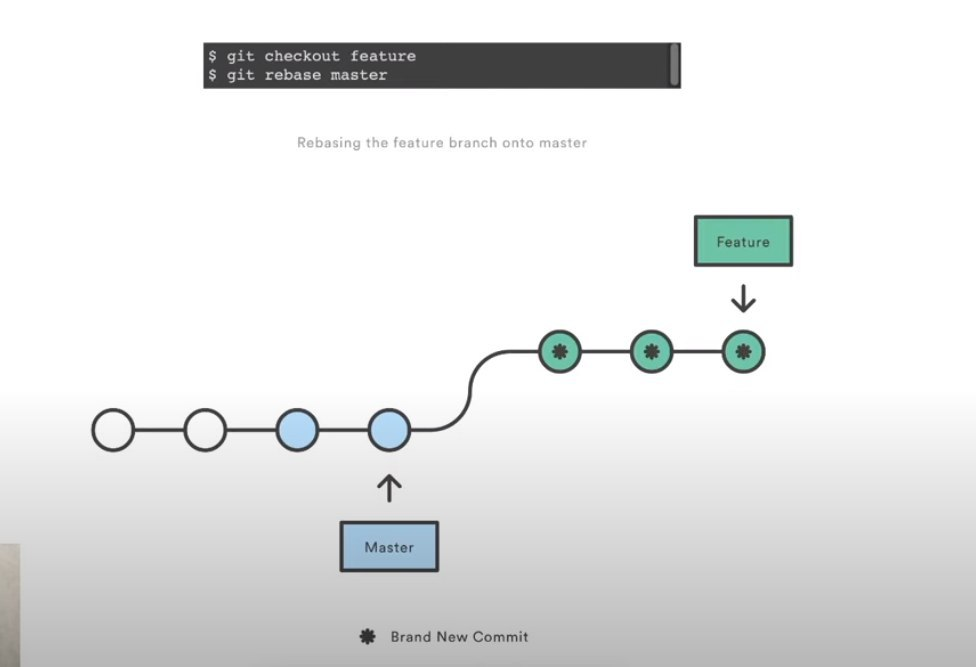 $ git checkout feature
$ git rebase master
Rebasing the feature branch onto master
Feature
Master
Brand New Commit